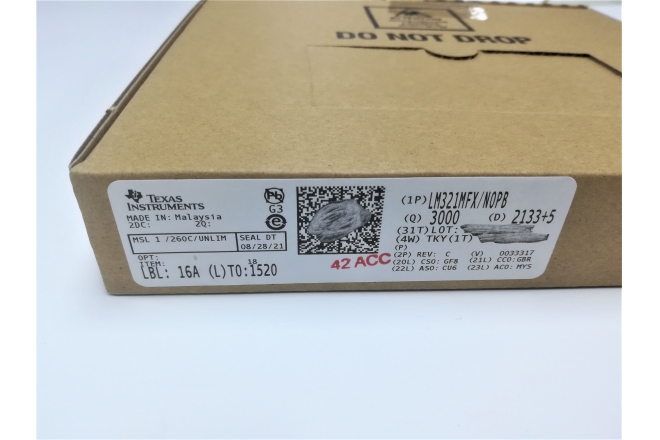 DO NOT DROP
TEXAS
INSTRUMENTS
MADE IN: Malaysia
2DC: 2Q:
MSL 1 /260C/UNLIM
SEAL DT
08/28/21
OPT:
ITEM: 18
LBL: 16A (L)TO:1520
Pb
G3
e
42 ACC
(1P)LM321MFX/NOPB
(Q) 3000 (D) 2133+5
(31T)LOT:
(4W) TKY(1T)
(P)
(2P) REV: C (V) 0033317
(20L) CSO: GF8 (21L) CCO:GBR
(22L) ASO: CU6 (23L) ACO: MYS